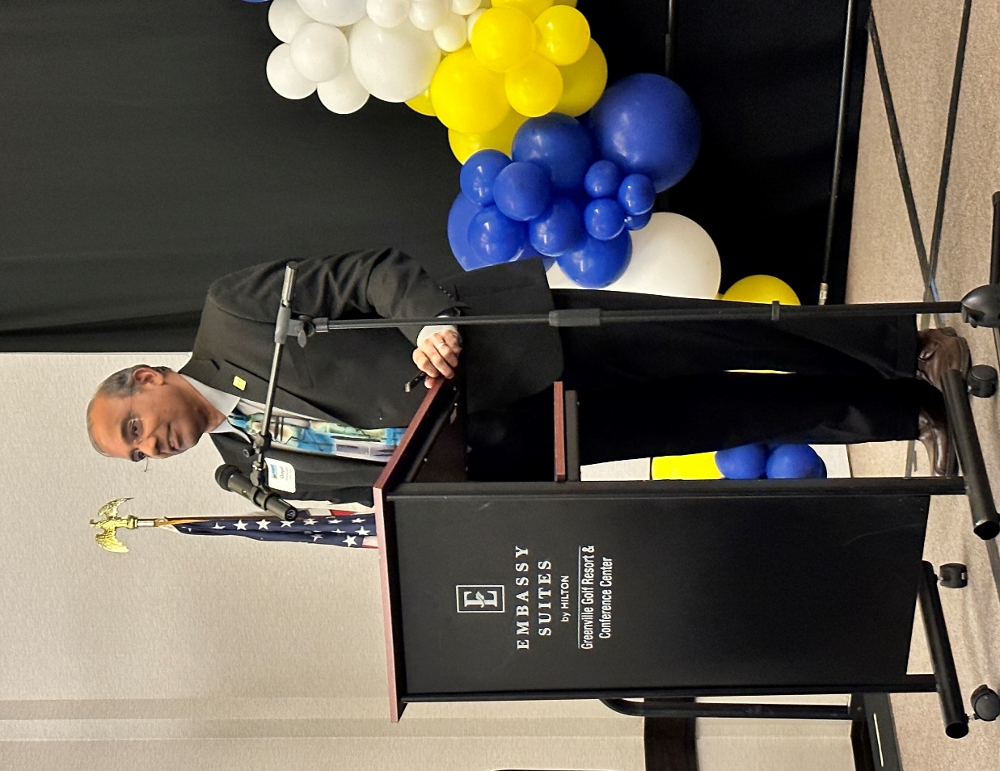 E
EMBASSY
SUITES
by HILTON
Greenville Golf Resort &
Conference Center